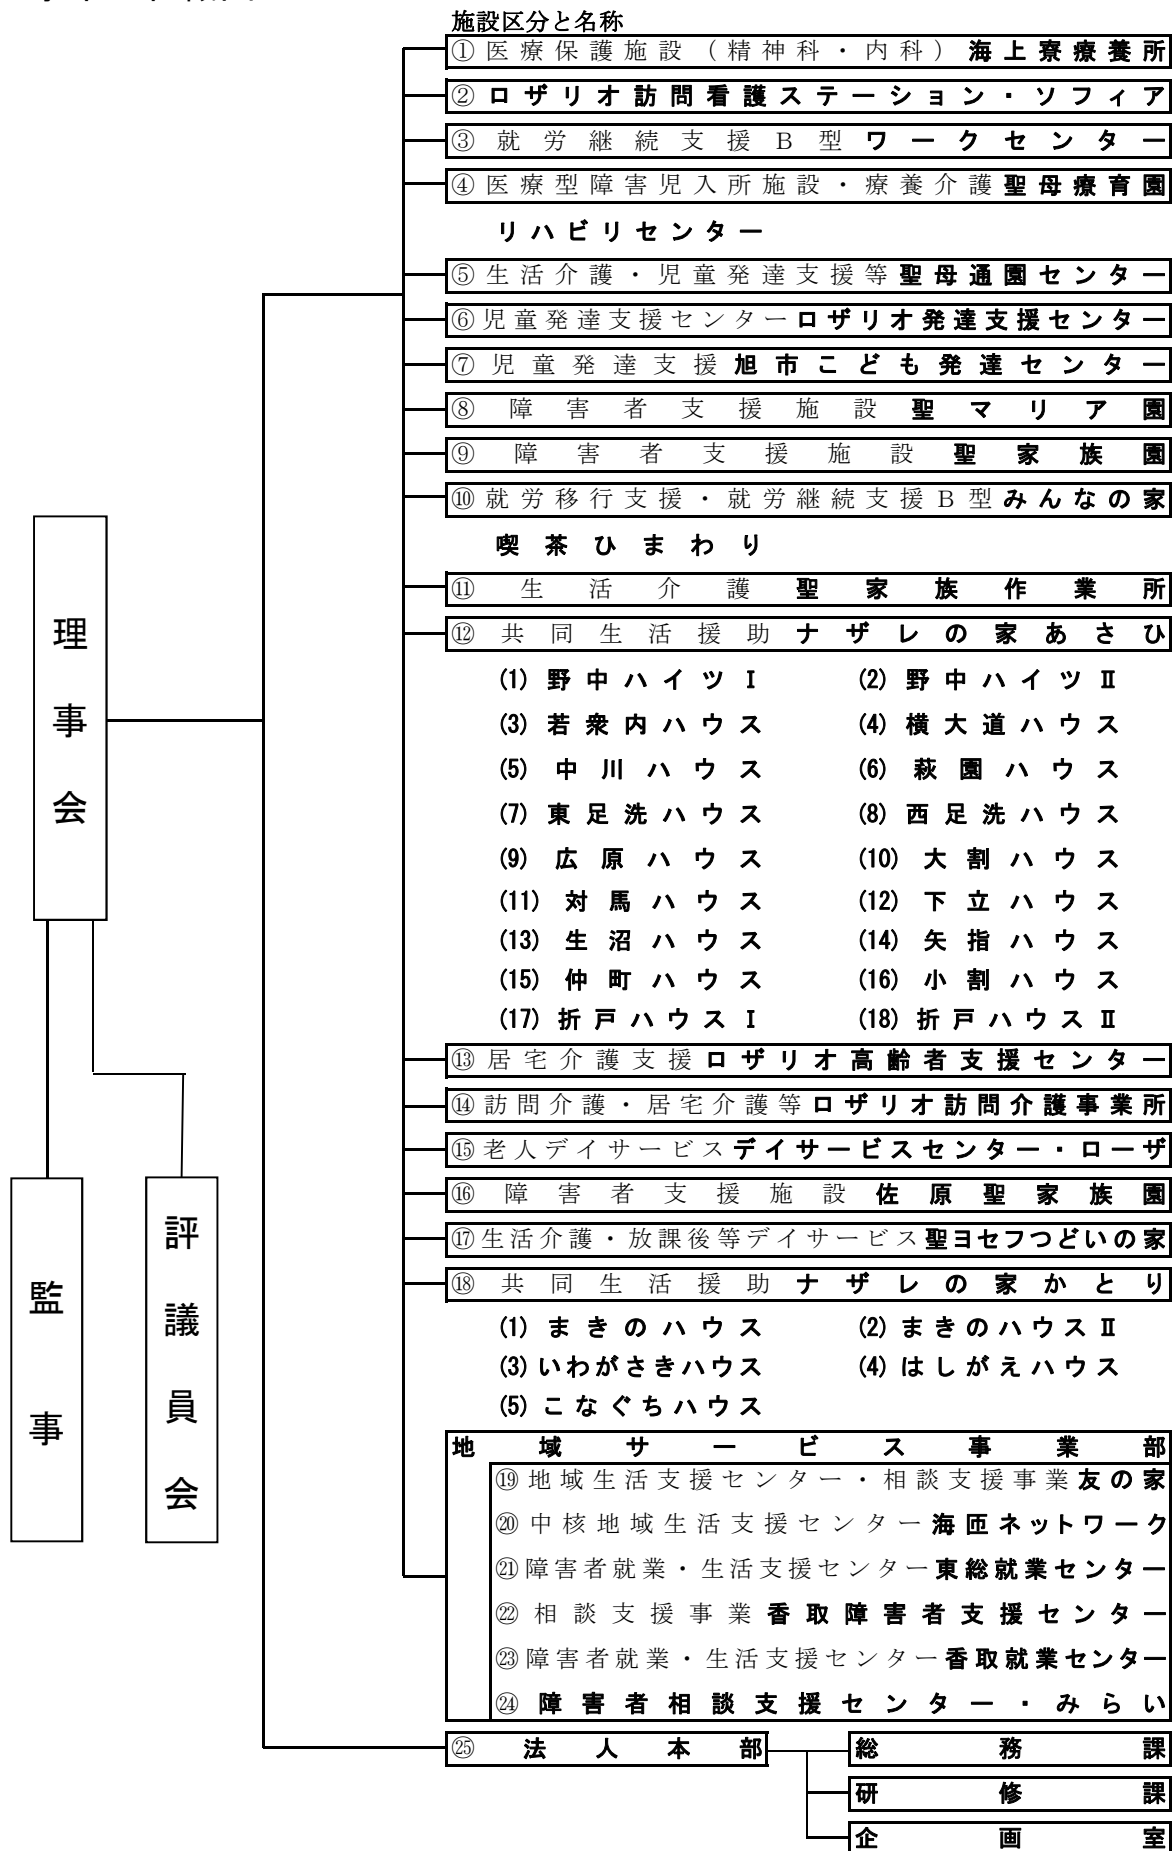 施設区分と名称
①医療保護施設（精神科・内科）海上寮療養所
②ロザリオ訪問看護ステーション・ソフィア
③就労継続支援Ｂ型ワークセンター
④医療型障害児入所施設・療養介護聖母療育園
リハビリセンター
⑤生活介護・児童発達支援等聖母通園センター
⑥児童発達支援センターロザリオ発達支援センター
⑦児童発達支援旭市こども発達センター
⑧障害者支援施設聖マリア園
⑨障害者支援施設聖家族園
⑩就労移行支援・就労継続支援Ｂ型みんなの家
喫茶ひまわり
⑪生活介護聖家族作業所
⑫共同生活援助ナザレの家あさひ
(1) 野中ハイツⅠ (2) 野中ハイツⅡ
(3) 若衆内ハウス (4) 横大道ハウス
(5) 中川ハウス (6) 萩園ハウス
(7) 東足洗ハウス (8) 西足洗ハウス
(9) 広原ハウス (10) 大割ハウス
(11) 対馬ハウス (12) 下立ハウス
(13) 生沼ハウス (14) 矢指ハウス
(15) 仲町ハウス (16) 小割ハウス
(17) 折戸ハウスⅠ (18) 折戸ハウスⅡ
⑬居宅介護支援ロザリオ高齢者支援センター
⑭訪問介護・居宅介護等ロザリオ訪問介護事業所
⑮老人デイサービスデイサービスセンター・ローザ
⑯障害者支援施設佐原聖家族園
⑰生活介護・放課後等デイサービス聖ヨセフつどいの家
⑱共同生活援助ナザレの家かとり
(1) まきのハウス (2) まきのハウスⅡ
(3) いわがさきハウス (4) はしがえハウス
(5) こなぐちハウス
地域サービス事業部
⑲地域生活支援センター・相談支援事業友の家
⑳中核地域生活支援センター海匝ネットワーク
㉑障害者就業・生活支援センター東総就業センター
㉒相談支援事業香取障害者支援センター
㉓障害者就業・生活支援センター香取就業センター
㉔障害者相談支援センター・みらい
㉕法人本部
総務課
研修課
企画室
理事会
監事
評議員会